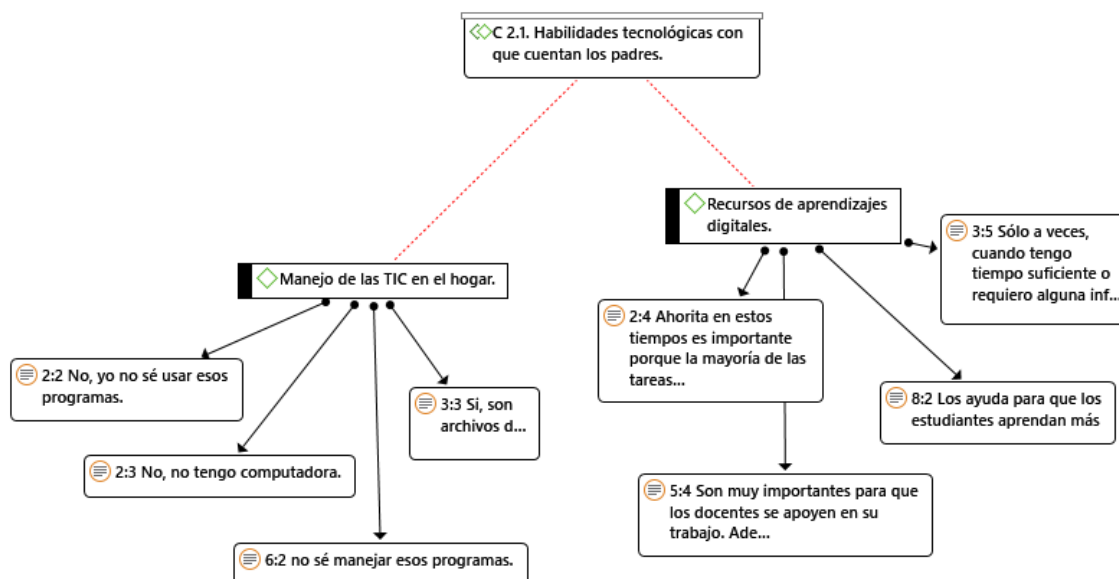 C 2.1. Habilidades tecnológicas con
que cuentan los padres.
Recursos de aprendizajes
digitales.
3:5 Sólo a veces,
cuando tengo
tiempo suficiente o
requiero alguna inf...
Manejo de las TIC en el hogar.
2:4 Ahorita en estos
tiempos es importante
porque la mayoría de las
tareas...
2:2 No, yo no sé usar esos
programas.
3:3 Si, son
archivos d...
8:2 Los ayuda para que los
estudiantes aprendan más
2:3 No, no tengo computadora.
5:4 Son muy importantes para que
los docentes se apoyen en su
trabajo. Ade...
6:2 no sé manejar esos programas.